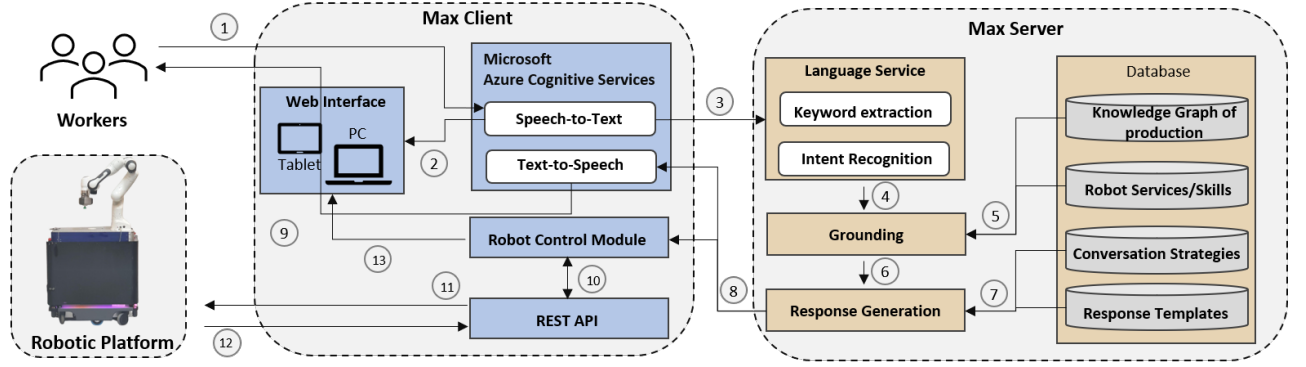 Max Client
Max Server
1
Workers
Microsoft
Azure Cognitive Services
Speech-to-Text
Text-to-Speech
Web Interface
PC
Tablet
2
3
Language Service
Keyword extraction
Intent Recognition
4
Grounding
5
6
Response Generation
7
8
Database
Knowledge Graph of
production
Robot Services/Skills
Conversation Strategies
Response Templates
9
Robot Control Module
13
10
11
REST API
12
Robotic Platform